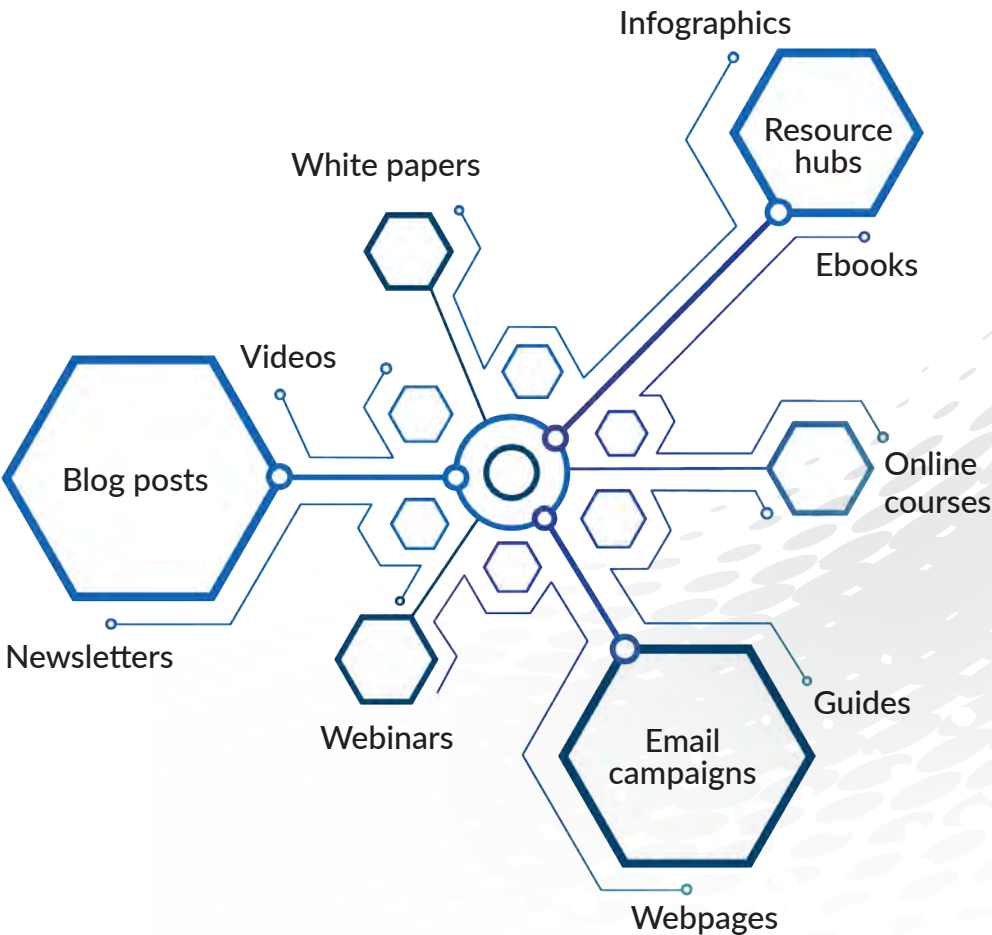 Infographics
Resource
hubs
White papers
Ebooks
Videos
Blog posts
Online
courses
Newsletters
Guides
Webinars
Email
campaigns
Webpages